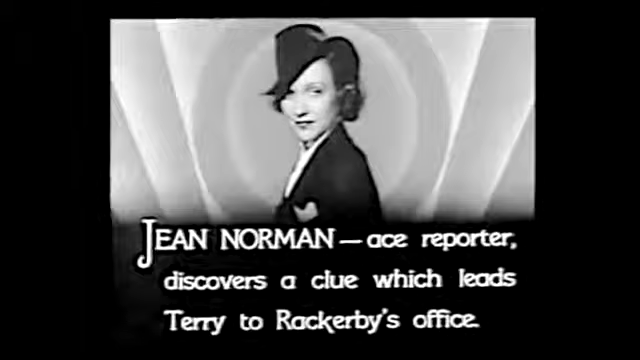 JEAN NORMAN — ace reporter,
discovers a clue which leads
Terry to Rackerby's office.